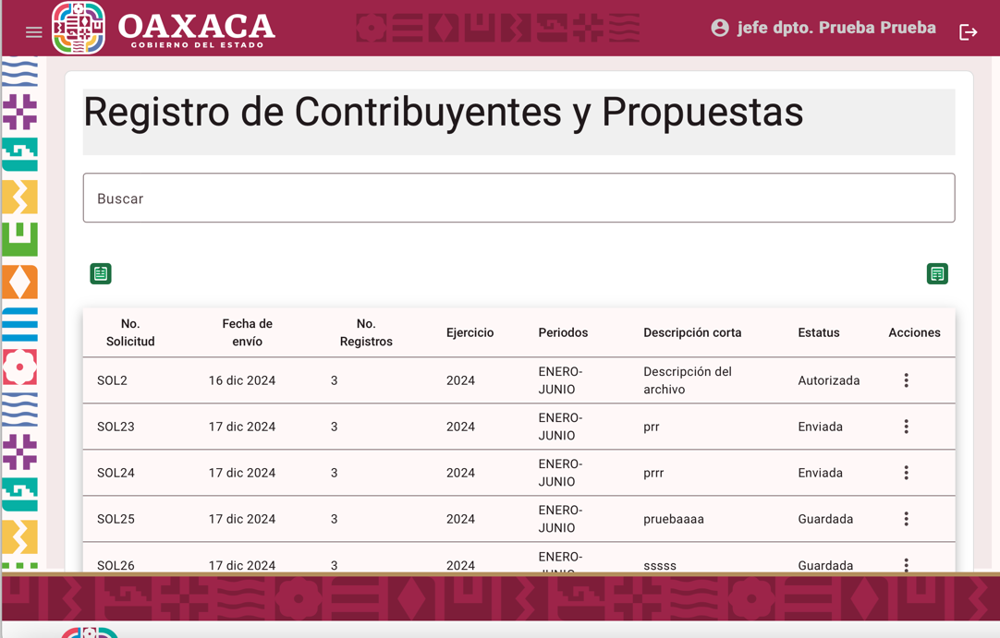 OAXACA
GOBIERNO DEL ESTADO
jefe dpto. Prueba Prueba
Registro de Contribuyentes y Propuestas
Buscar
No. Solicitud Fecha de envío No. Registros Ejercicio Periodos Descripción corta Estatus Acciones
SOL2 16 dic 2024 3 2024 ENERO-JUNIO Descripción del archivo Autorizada
SOL23 17 dic 2024 3 2024 ENERO-JUNIO prr Enviada
SOL24 17 dic 2024 3 2024 ENERO-JUNIO prrr Enviada
SOL25 17 dic 2024 3 2024 ENERO-JUNIO pruebaaaa Guardada
SOL26 17 dic 2024 3 2024 ENERO-JUNIO sssss Guardada